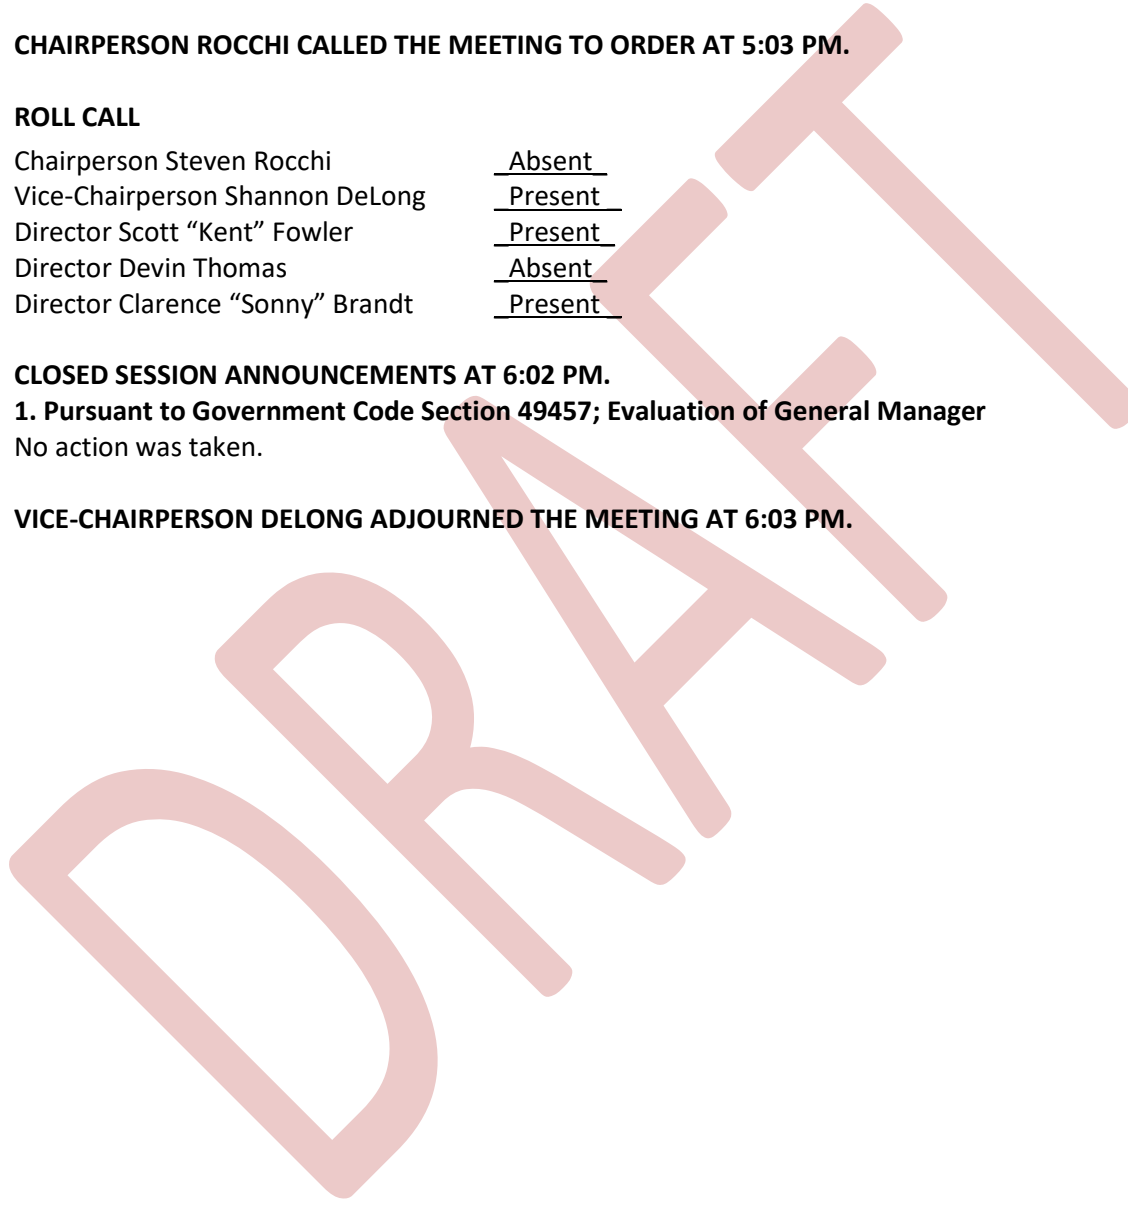 CHAIRPERSON ROCCHI CALLED THE MEETING TO ORDER AT 5:03 PM.
ROLL CALL
Chairperson Steven Rocchi _Absent_
Vice-Chairperson Shannon DeLong _Present_
Director Scott “Kent” Fowler _Present_
Director Devin Thomas _Absent_
Director Clarence “Sonny” Brandt _Present_
CLOSED SESSION ANNOUNCEMENTS AT 6:02 PM.
1. Pursuant to Government Code Section 49457; Evaluation of General Manager
No action was taken.
VICE-CHAIRPERSON DELONG ADJOURNED THE MEETING AT 6:03 PM.
DRAFT